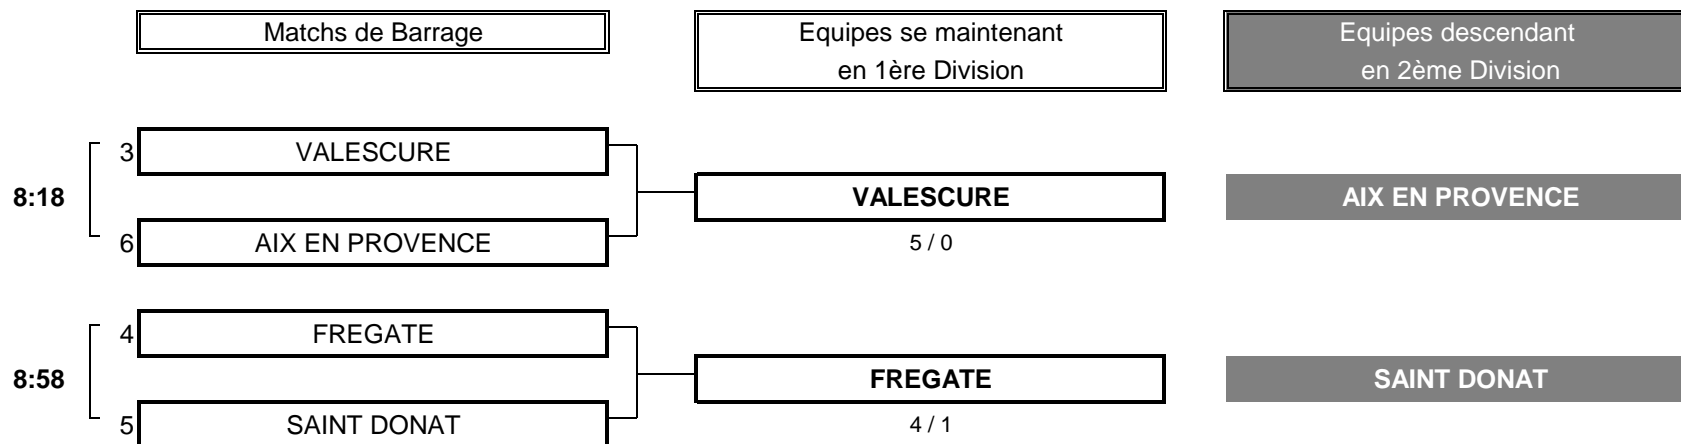 Matchs de Barrage
Equipes se maintenant
en 1ère Division
Equipes descendant
en 2ème Division
3 VALESCURE
8:18 VALESCURE AIX EN PROVENCE
6 AIX EN PROVENCE 5 / 0
4 FREGATE
8:58 FREGATE SAINT DONAT
5 SAINT DONAT 4 / 1